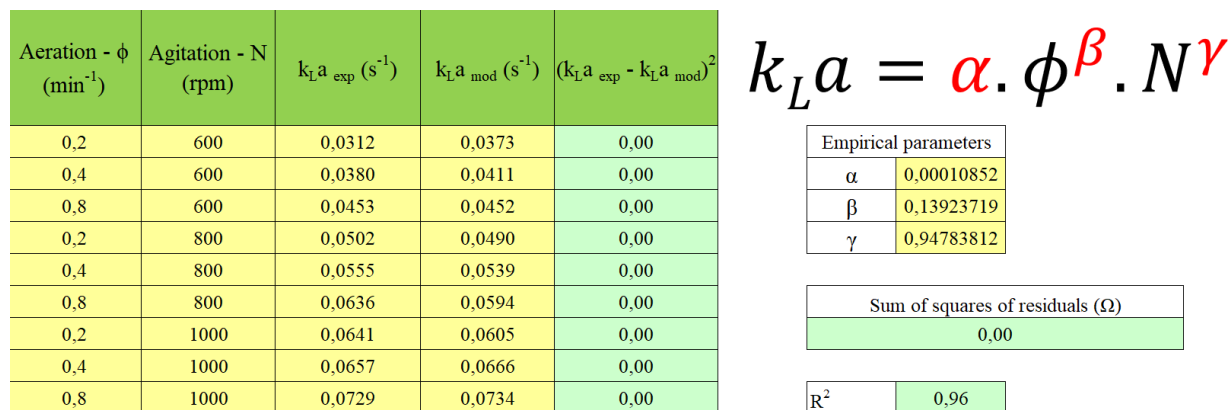 Aeration - ϕ (min⁻¹) Agitation - N (rpm) kLa exp (s⁻¹) kLa mod (s⁻¹) (kLa exp - kLa mod)²
0,2 600 0,0312 0,0373 0,00
0,4 600 0,0380 0,0411 0,00
0,8 600 0,0453 0,0452 0,00
0,2 800 0,0502 0,0490 0,00
0,4 800 0,0555 0,0539 0,00
0,8 800 0,0636 0,0594 0,00
0,2 1000 0,0641 0,0605 0,00
0,4 1000 0,0657 0,0666 0,00
0,8 1000 0,0729 0,0734 0,00
kLa = α. ϕ^β . N^γ
Empirical parameters
α 0,00010852
β 0,13923719
γ 0,94783812
Sum of squares of residuals (Ω)
0,00
R² 0,96